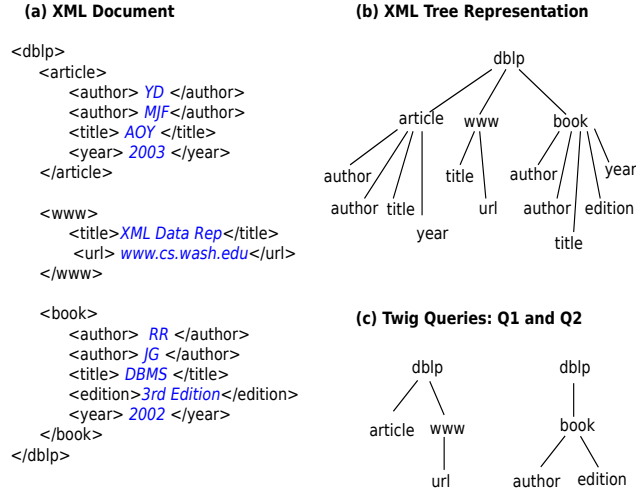 (a) XML Document
<dblp>
<article>
<author> YD </author>
<author> MJF</author>
<title> AOY </title>
<year> 2003 </year>
</article>
<www>
<title>XML Data Rep</title>
<url> www.cs.wash.edu</url>
</www>
<book>
<author> RR </author>
<author> JG </author>
<title> DBMS </title>
<edition>3rd Edition</edition>
<year> 2002 </year>
</book>
</dblp>
(b) XML Tree Representation
dblp
article www book
author title author year
author title url author edition
year title
(c) Twig Queries: Q1 and Q2
dblp dblp
article www book
url author edition